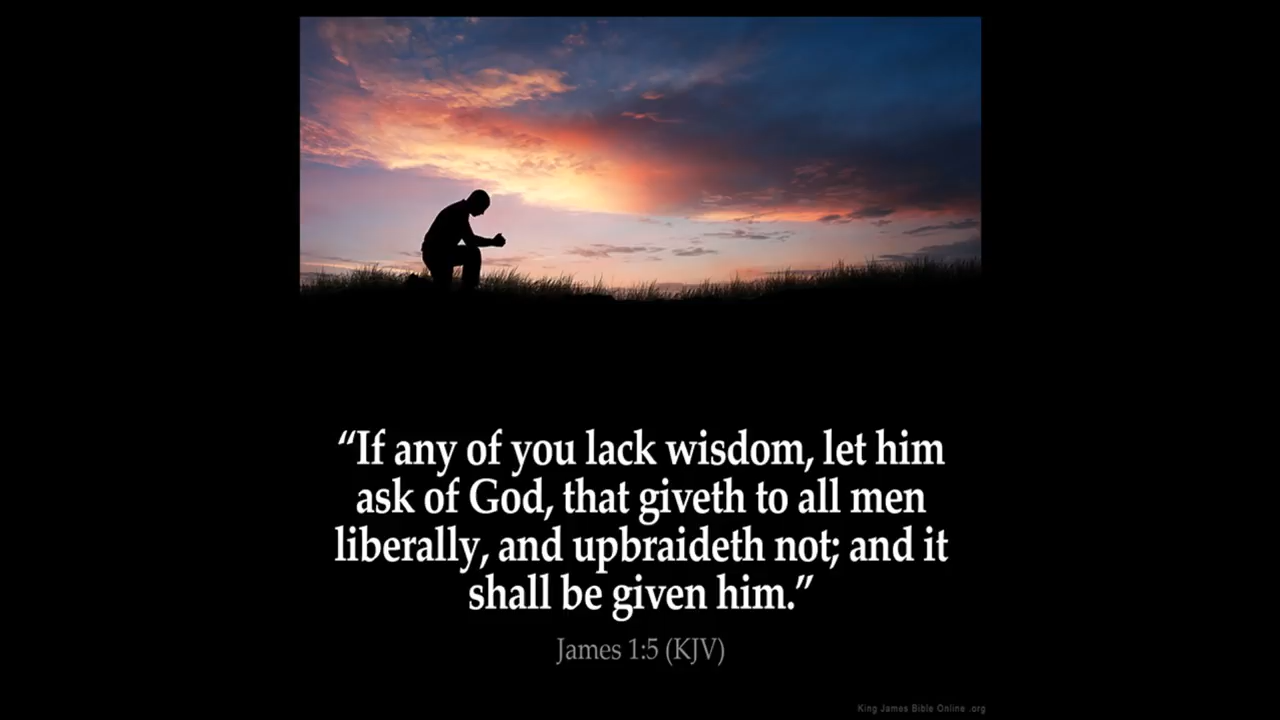 “If any of you lack wisdom, let him
ask of God, that giveth to all men
liberally, and upbraideth not; and it
shall be given him.”
James 1:5 (KJV)
King James Bible Online .org